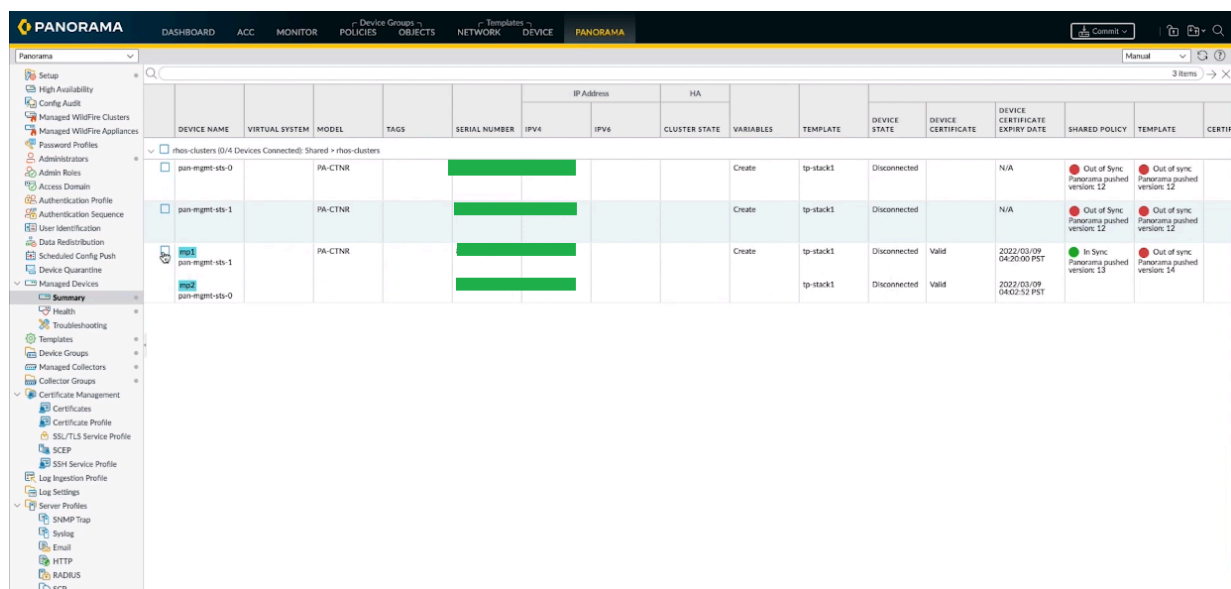 PANORAMA
DASHBOARD ACC MONITOR Device Groups POLICIES OBJECTS Templates NETWORK DEVICE PANORAMA
Commit
Panorama
Manual
3 items
Setup
High Availability
Config Audit
Managed WildFire Clusters
Managed WildFire Appliances
Password Profiles
Administrators
Admin Roles
Access Domain
Authentication Profile
Authentication Sequence
User Identification
Data Redistribution
Scheduled Config Push
Device Quarantine
Managed Devices
Summary
Health
Troubleshooting
Templates
Device Groups
Managed Collectors
Collector Groups
Certificate Management
Certificates
Certificate Profile
SSL/TLS Service Profile
SCEP
SSH Service Profile
Log Ingestion Profile
Log Settings
Server Profiles
SNMP Trap
Syslog
Email
HTTP
RADIUS
SCP
IP Address HA
DEVICE NAME VIRTUAL SYSTEM MODEL TAGS SERIAL NUMBER IPV4 IPV6 CLUSTER STATE VARIABLES TEMPLATE DEVICE STATE DEVICE CERTIFICATE DEVICE CERTIFICATE EXPIRY DATE SHARED POLICY TEMPLATE CERTIF
rhos-clusters (0/4 Devices Connected): Shared > rhos-clusters
pan-mgmt-sts-0 PA-CTNR Create tp-stack1 Disconnected N/A Out of Sync Out of sync
Panorama pushed version: 12 Panorama pushed version: 12
pan-mgmt-sts-1 PA-CTNR Create tp-stack1 Disconnected N/A Out of Sync Out of sync
Panorama pushed version: 12 Panorama pushed version: 12
mp1 PA-CTNR Create tp-stack1 Disconnected Valid 2022/03/09 04:20:00 PST In Sync Out of sync
pan-mgmt-sts-1 Panorama pushed version: 13 Panorama pushed version: 14
mp2 tp-stack1 Disconnected Valid 2022/03/09 04:02:52 PST
pan-mgmt-sts-0